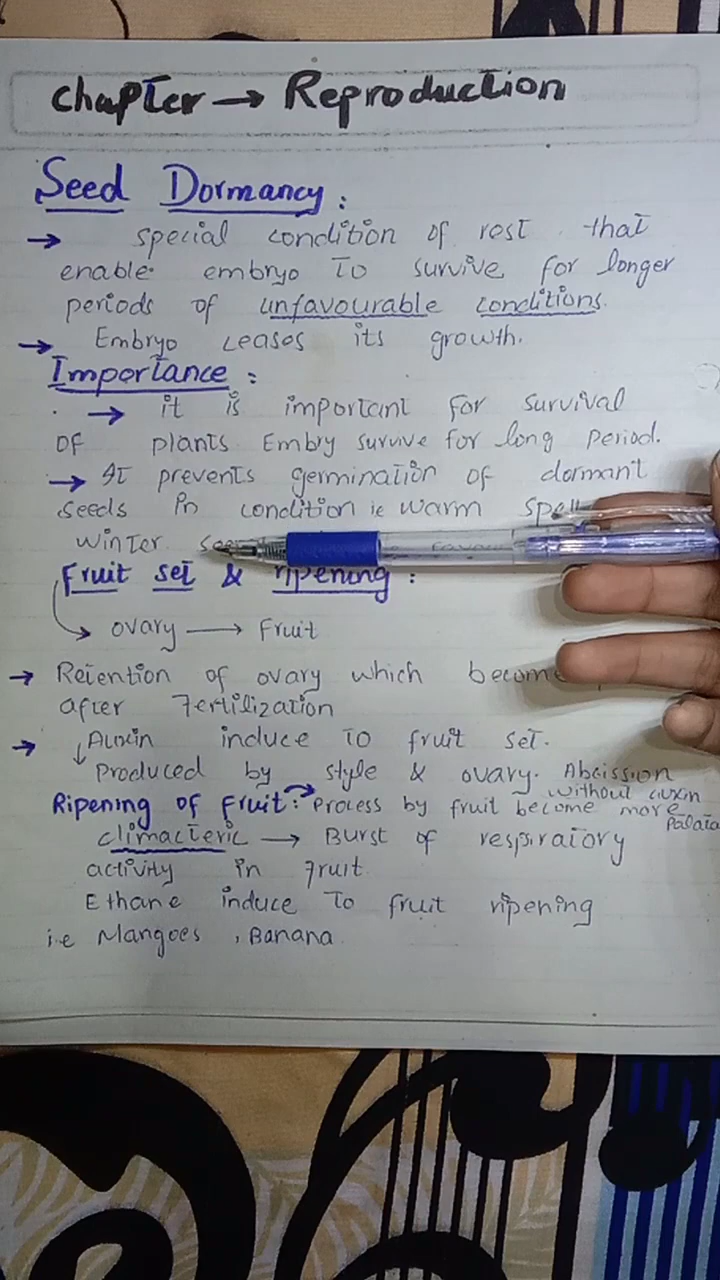 Chapter → Reproduction
Seed Dormancy:
→ special condition of rest that
enable embryo to survive for longer
periods of unfavourable conditions.
→ Embryo ceases its growth.
Importance :
→ it is important for survival
of plants Embry survive for long period.
→ It prevents germination of dormant
seeds in condition ie warm spell
winter
Fruit set & ripening :
→ ovary → Fruit
→ Retention of ovary which become
after Fertilization
→ Auxin induce to fruit set.
Produced by style & ovary. Abcission
without auxin
Ripening of fruit: → Process by fruit become more
Palata
climacteric → Burst of respiratory
activity in fruit
Ethane induce to fruit ripening
i.e Mangoes , Banana